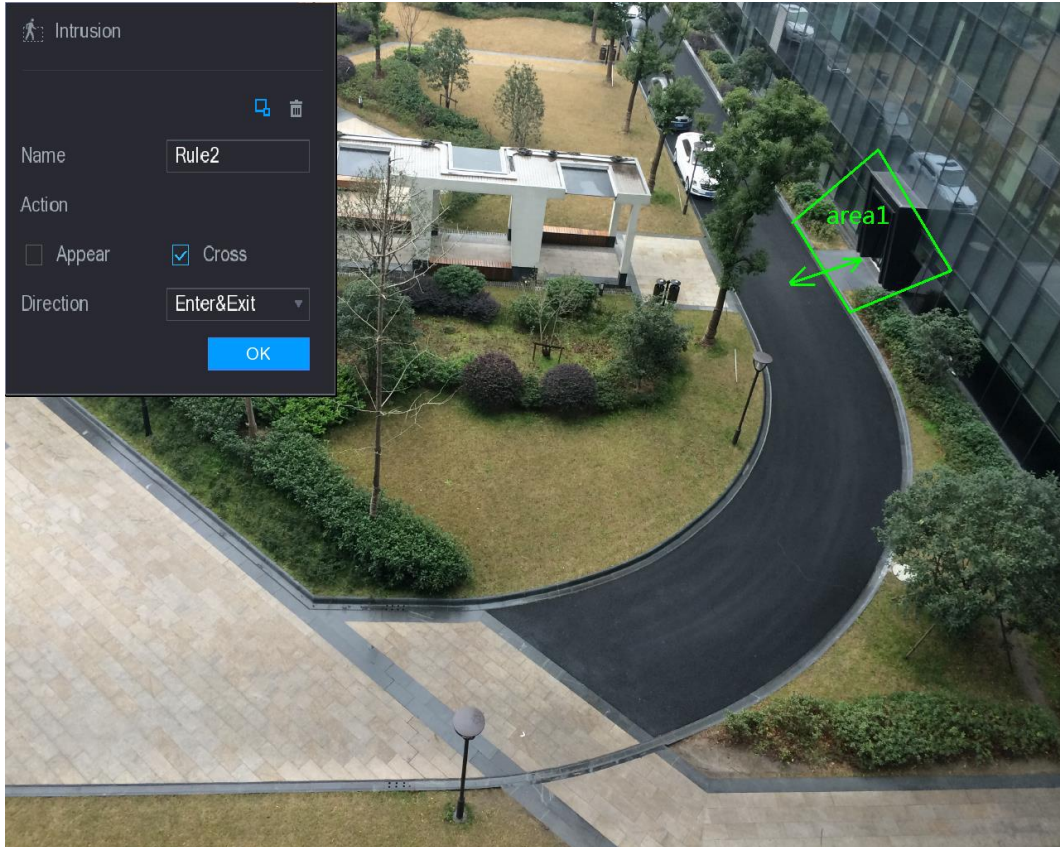 Intrusion
Name Rule2
Action
Appear Cross
Direction Enter&Exit
OK
area1